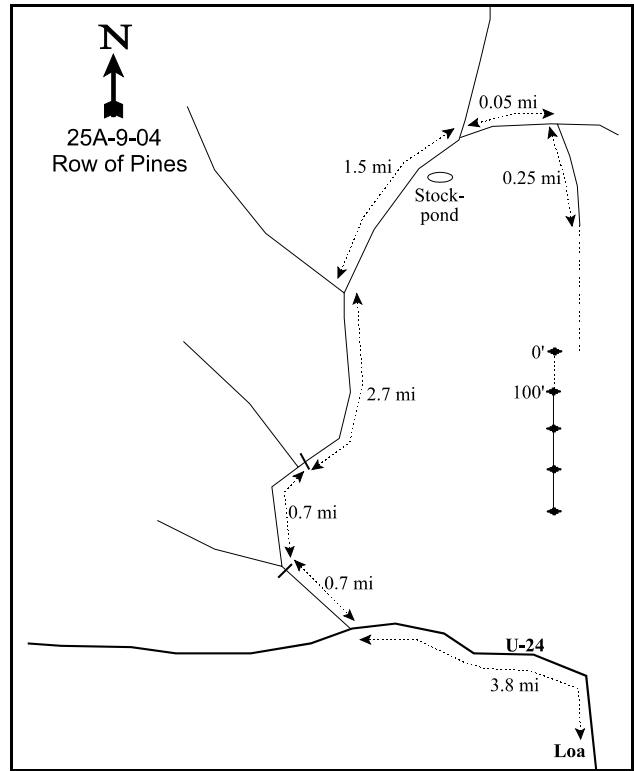 N
25A-9-04
Row of Pines
0.05 mi
1.5 mi
Stock-
pond
0.25 mi
0'
100'
2.7 mi
0.7 mi
0.7 mi
U-24
3.8 mi
Loa